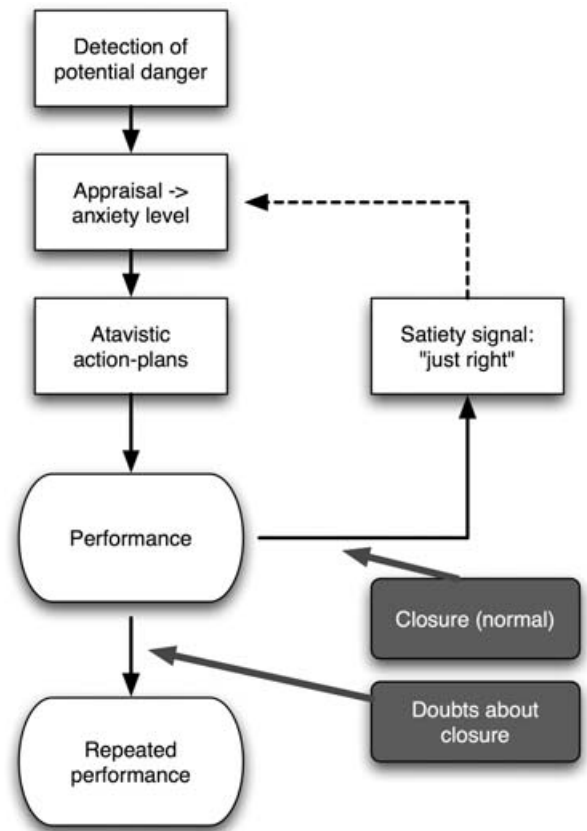 Detection of
potential danger
Appraisal ->
anxiety level
Atavistic
action-plans
Satiety signal:
"just right"
Performance
Closure (normal)
Doubts about
closure
Repeated
performance